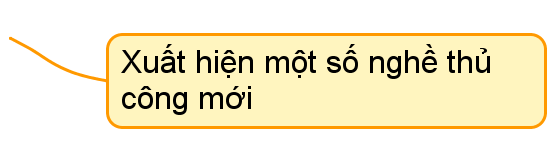 Xuất hiện một số nghề thủ
công mới